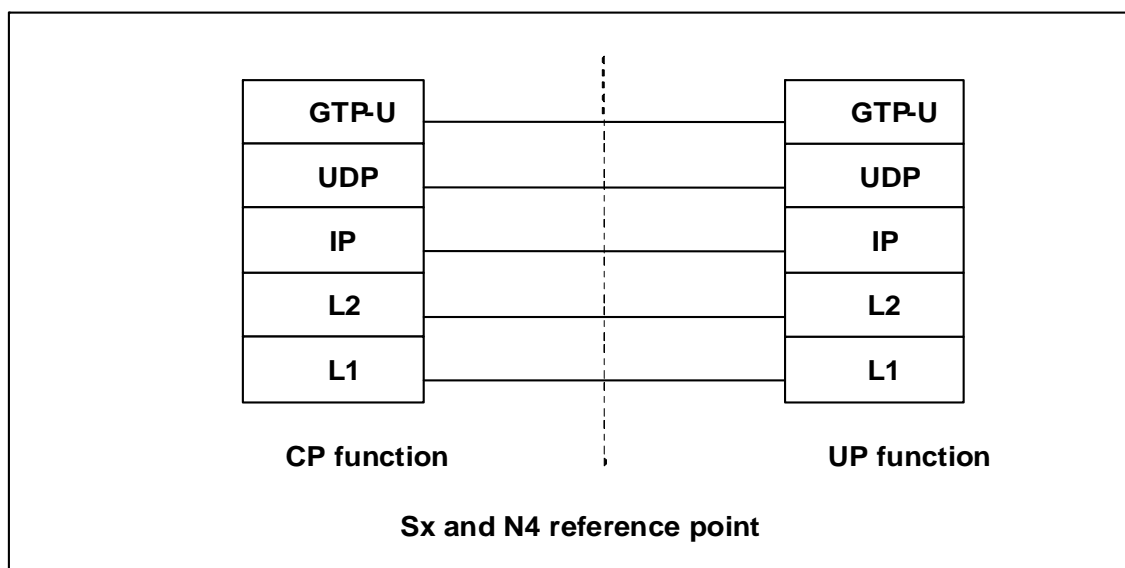 GTP-U
UDP
IP
L2
L1
CP function
GTP-U
UDP
IP
L2
L1
UP function
Sx and N4 reference point